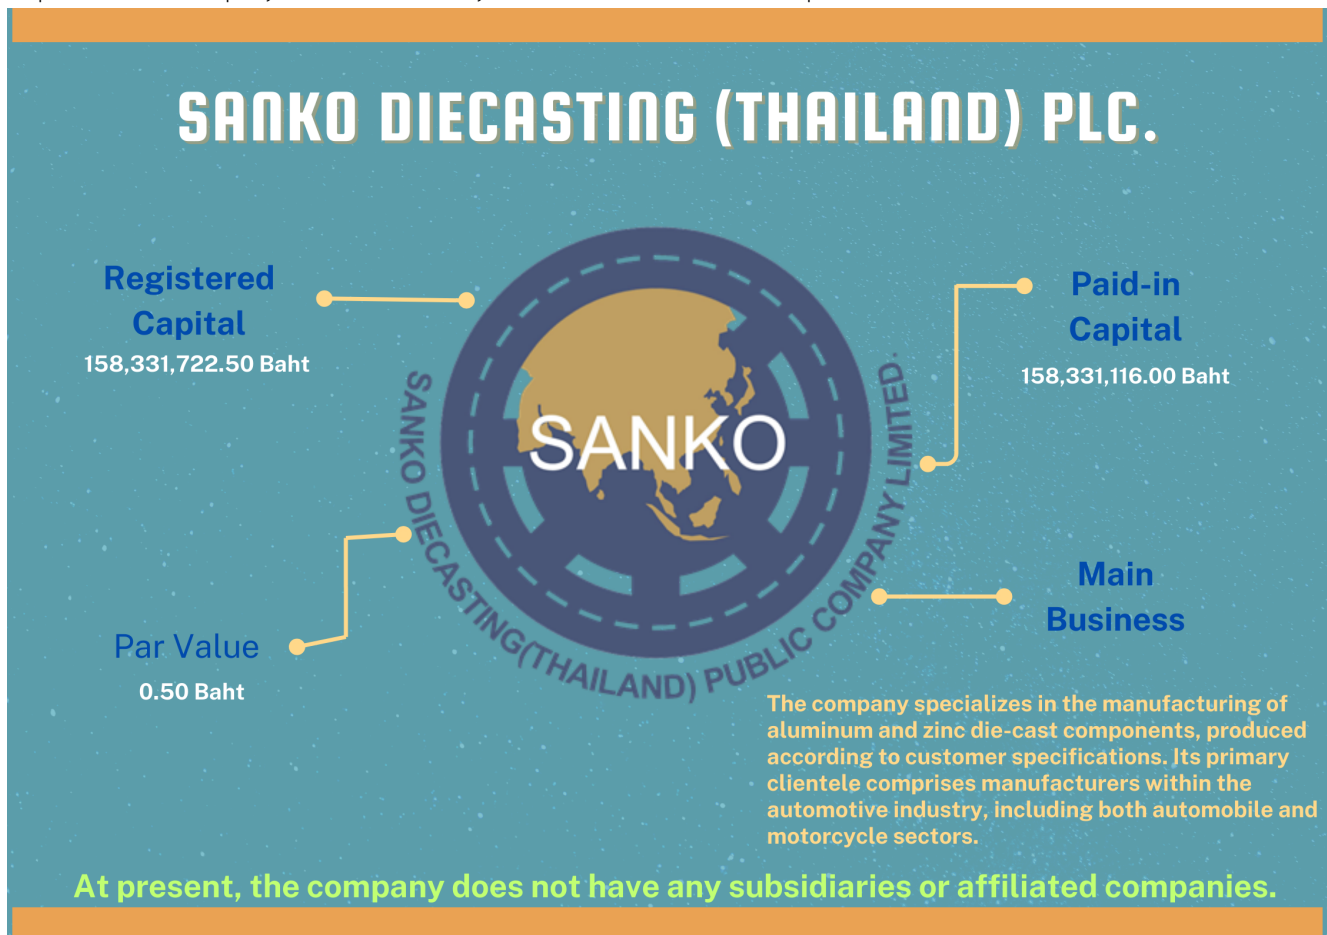 SANKO DIECASTING (THAILAND) PLC.
Registered
Capital
158,331,722.50 Baht
Paid-in
Capital
158,331,116.00 Baht
SANKO
SANKO DIECASTING(THAILAND) PUBLIC COMPANY LIMITED.
Par Value
0.50 Baht
Main
Business
The company specializes in the manufacturing of
aluminum and zinc die-cast components, produced
according to customer specifications. Its primary
clientele comprises manufacturers within the
automotive industry, including both automobile and
motorcycle sectors.
At present, the company does not have any subsidiaries or affiliated companies.